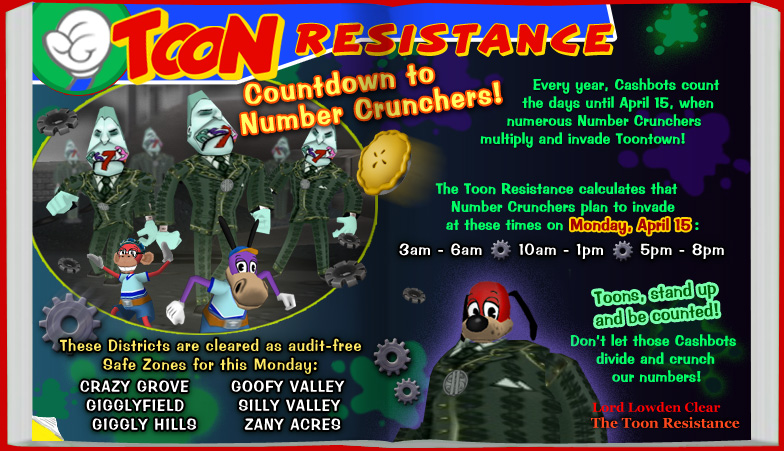 TOON RESISTANCE
Countdown to
Number Crunchers!
Every year, Cashbots count
the days until April 15, when
numerous Number Crunchers
multiply and invade Toontown!
The Toon Resistance calculates that
Number Crunchers plan to invade
at these times on Monday, April 15:
3am - 6am 10am - 1pm 5pm - 8pm
Toons, stand up
and be counted!
Don't let those Cashbots
divide and crunch
our numbers!
Lord Lowden Clear
The Toon Resistance
These Districts are cleared as audit-free
Safe Zones for this Monday:
CRAZY GROVE GOOFY VALLEY
GIGGLYFIELD SILLY VALLEY
GIGGLY HILLS ZANY ACRES